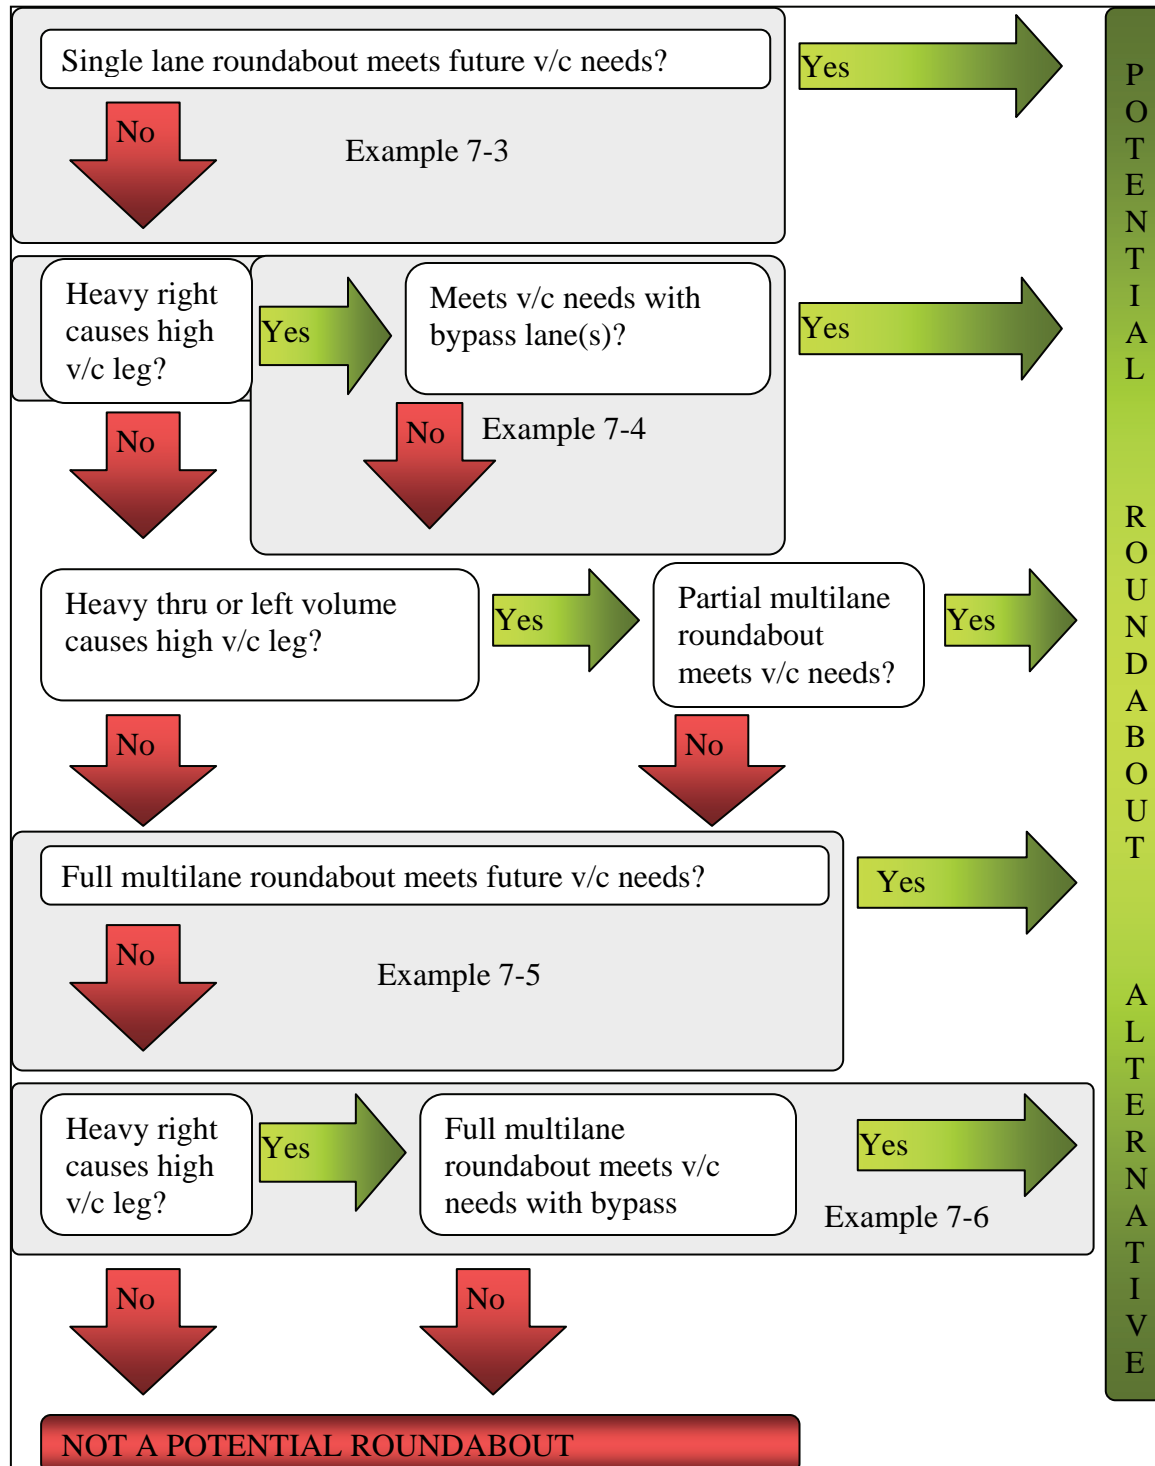 Single lane roundabout meets future v/c needs?
Yes
No
Example 7-3
Heavy right
causes high
v/c leg?
Yes
Meets v/c needs with
bypass lane(s)?
Yes
No
No
Example 7-4
Heavy thru or left volume
causes high v/c leg?
Yes
Partial multilane
roundabout
meets v/c needs?
Yes
No
No
Full multilane roundabout meets future v/c needs?
Yes
No
Example 7-5
Heavy right
causes high
v/c leg?
Yes
Full multilane
roundabout meets v/c
needs with bypass
Yes
Example 7-6
No
No
NOT A POTENTIAL ROUNDABOUT
POTENTIAL ROUNDABOUT ALTERNATIVE